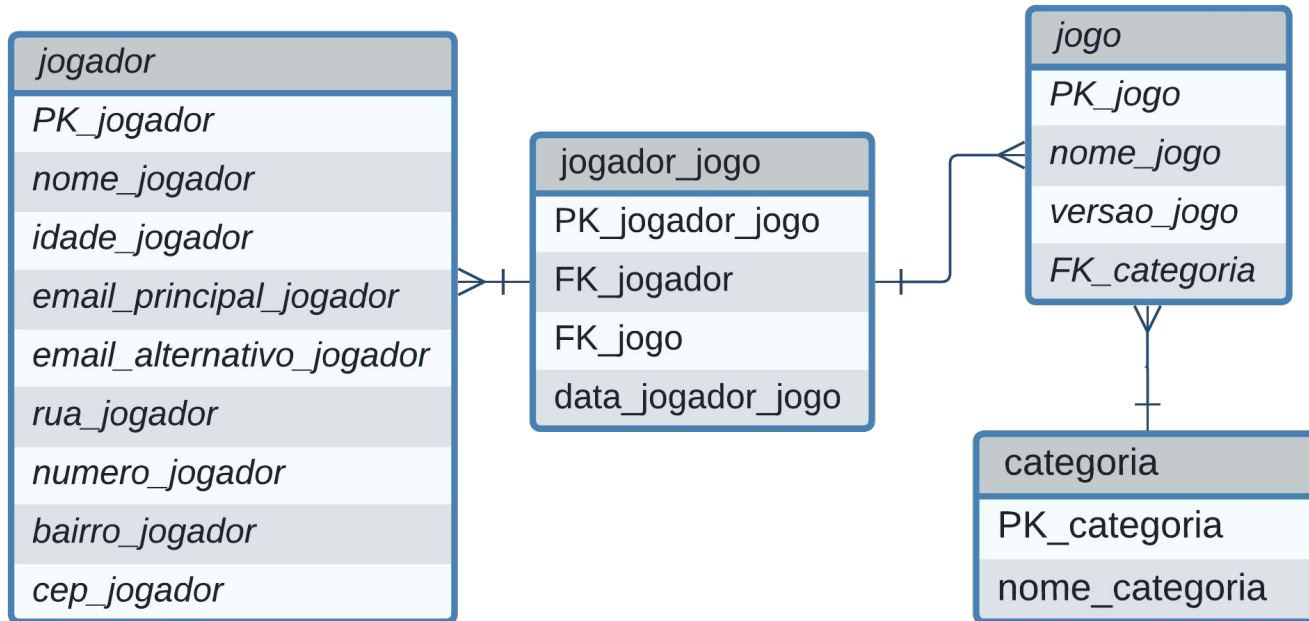 jogador
PK_jogador
nome_jogador
idade_jogador
email_principal_jogador
email_alternativo_jogador
rua_jogador
numero_jogador
bairro_jogador
cep_jogador
jogador_jogo
PK_jogador_jogo
FK_jogador
FK_jogo
data_jogador_jogo
jogo
PK_jogo
nome_jogo
versao_jogo
FK_categoria
categoria
PK_categoria
nome_categoria